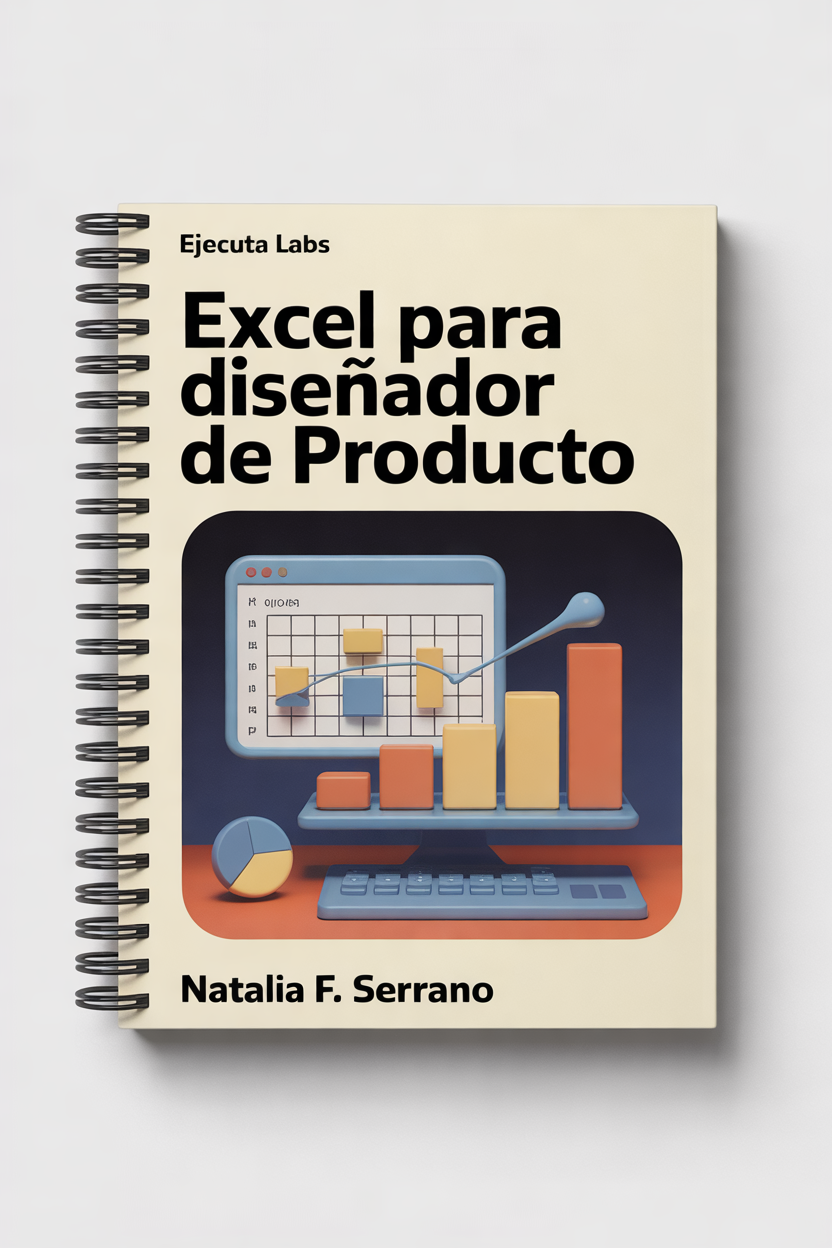 Ejecuta Labs
Excel para
diseñador
de Producto
Natalia F. Serrano